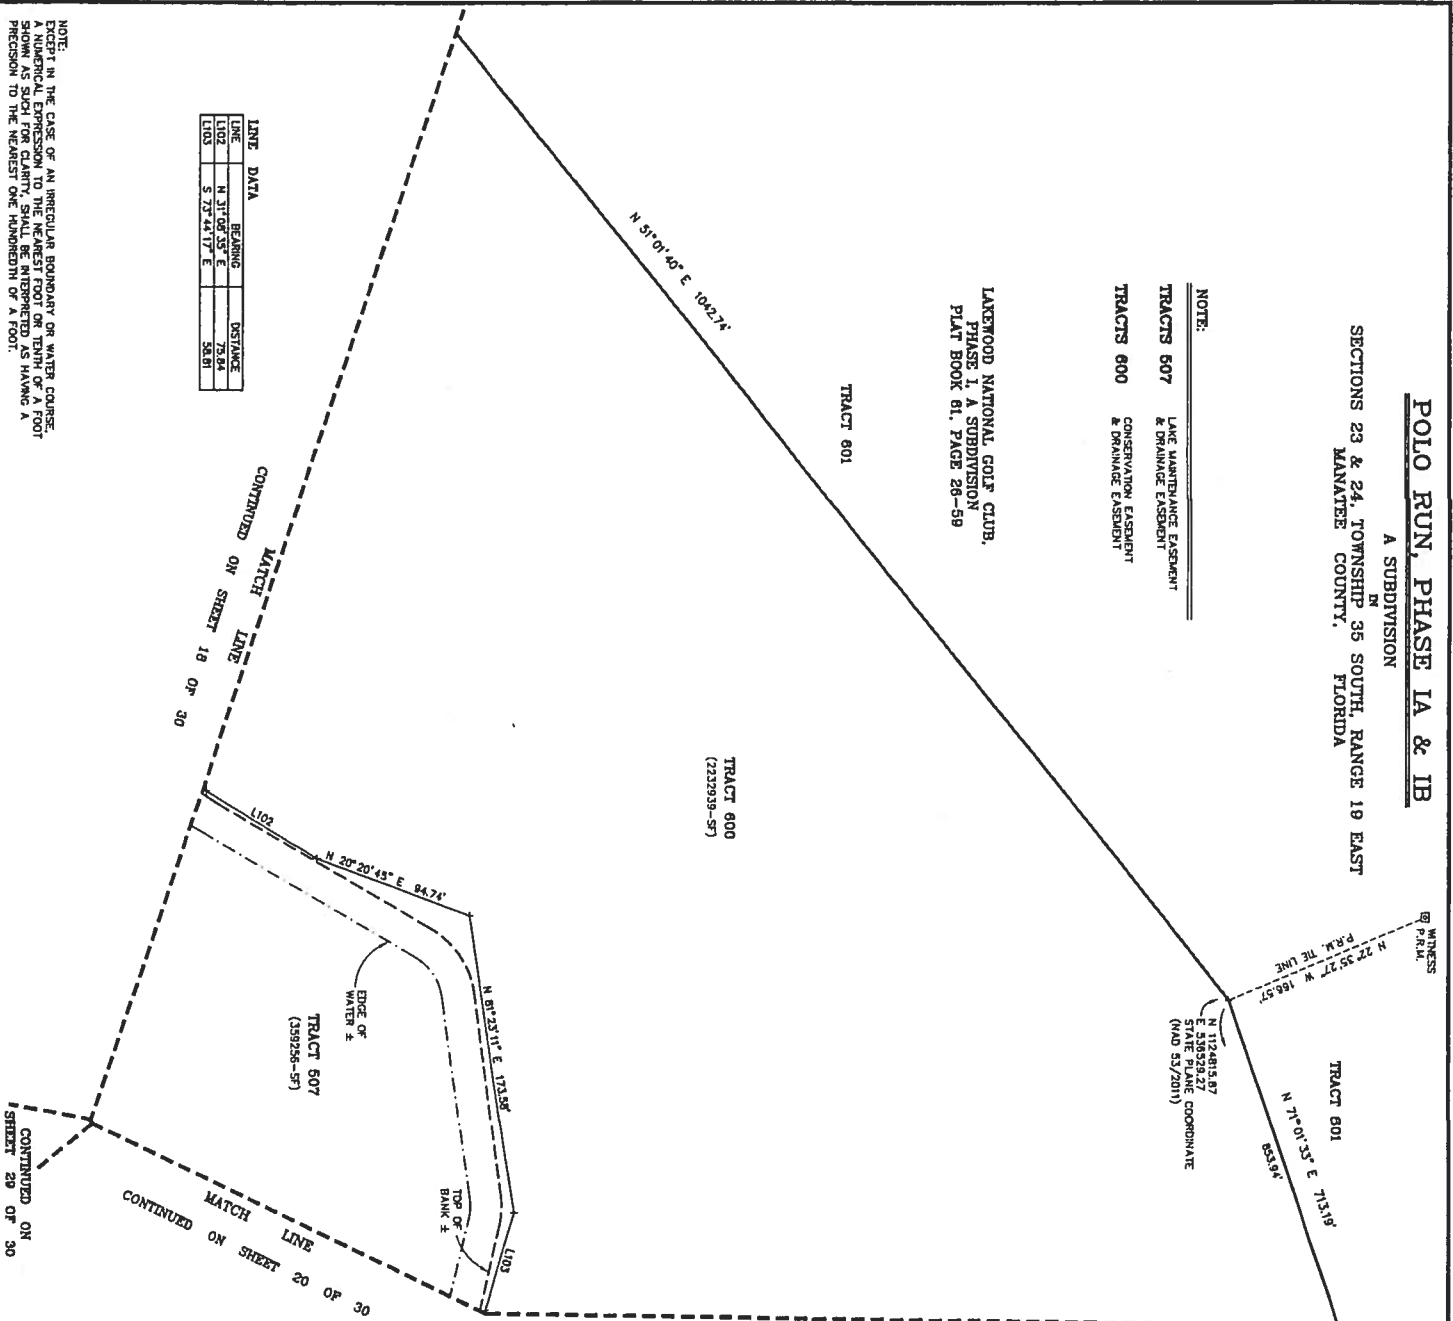 POLO RUN, PHASE IA & IB
A SUBDIVISION
IN
SECTIONS 23 & 24, TOWNSHIP 35 SOUTH, RANGE 19 EAST
MANATEE COUNTY, FLORIDA
WITNESS
P.R.M.
N 22°35'27" W 166.57'
P.R.M. TIE LINE
NOTE:
TRACTS 507 LAKE MAINTENANCE EASEMENT
& DRAINAGE EASEMENT
TRACTS 600 CONSERVATION EASEMENT
& DRAINAGE EASEMENT
TRACT 601
N 71°01'33" E 713.19'
853.94'
N 1124815.87
E 536529.27
STATE PLANE COORDINATE
(NAD 53/2011)
LAKEWOOD NATIONAL GOLF CLUB,
PHASE I, A SUBDIVISION
PLAT BOOK 61, PAGE 26-59
TRACT 601
N 51°01'40" E 1042.74'
TRACT 600
(2232939-SF)
L102
N 20°20'45" E 94.74'
N 81°23'11" E 173.58'
L103
EDGE OF
WATER ±
TOP OF
BANK ±
TRACT 507
(359256-SF)
MATCH LINE
CONTINUED ON SHEET 18 OF 30
MATCH LINE
CONTINUED ON SHEET 20 OF 30
CONTINUED ON
SHEET 29 OF 30
LINE DATA
LINE BEARING DISTANCE
L102 N 31°08'35" E 75.84
L103 S 73°44'17" E 58.81
NOTE:
EXCEPT IN THE CASE OF AN IRREGULAR BOUNDARY OR WATER COURSE,
A NUMERICAL EXPRESSION TO THE NEAREST FOOT OR TENTH OF A FOOT
SHOWN AS SUCH FOR CLARITY, SHALL BE INTERPRETED AS HAVING A
PRECISION TO THE NEAREST ONE HUNDREDTH OF A FOOT.